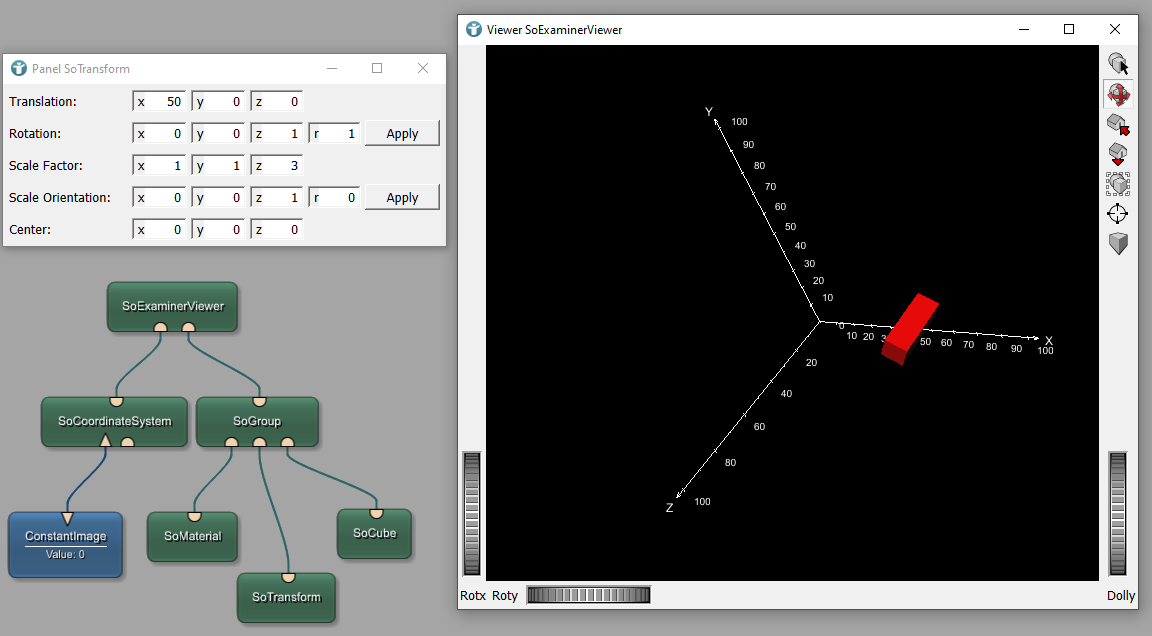 Panel SoTransform
Translation: x 50 y 0 z 0
Rotation: x 0 y 0 z 1 r 1 Apply
Scale Factor: x 1 y 1 z 3
Scale Orientation: x 0 y 0 z 1 r 0 Apply
Center: x 0 y 0 z 0
SoExaminerViewer
SoCoordinateSystem
SoGroup
ConstantImage
Value: 0
SoMaterial
SoCube
SoTransform
Viewer SoExaminerViewer
Y
100
90
80
70
60
50
40
30
20
10
0 10 20 3 50 60 70 80 90 100
X
20
40
60
80
100
Z
Rotx Roty
Dolly